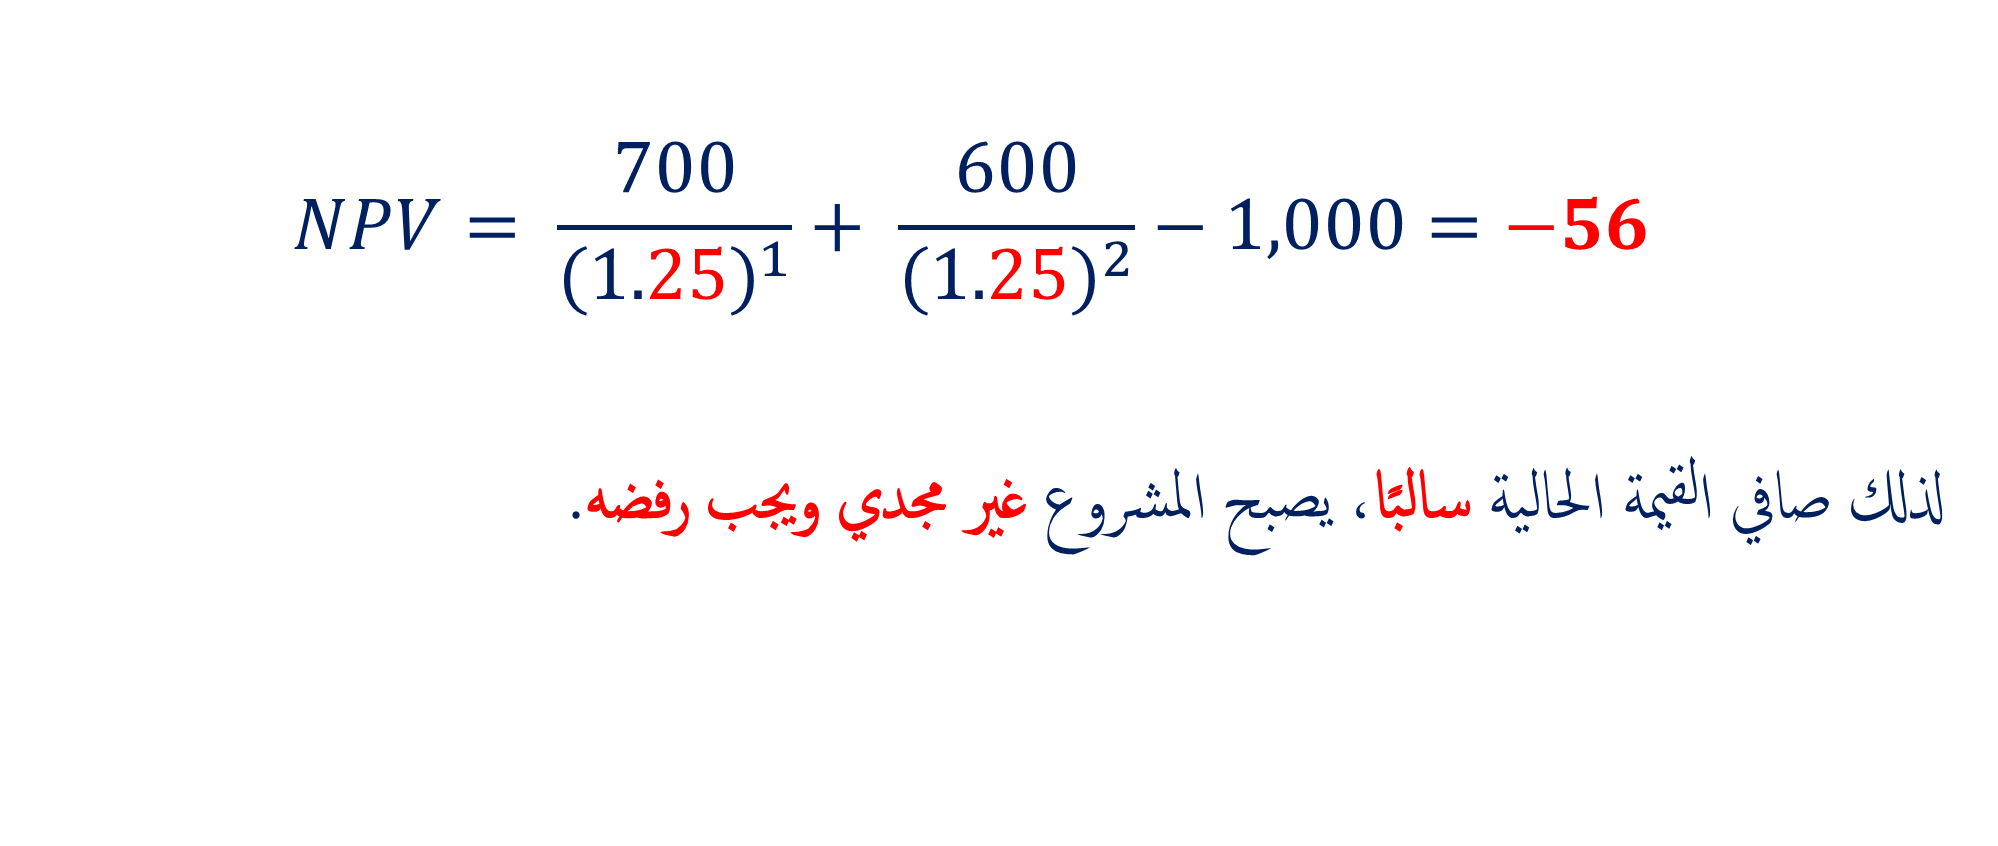 NPV = 700/(1.25)^1 + 600/(1.25)^2 − 1,000 = −56
لذلك صافي القيمة الحالية سالبًا، يصبح المشروع غير مجدي ويجب رفضه.